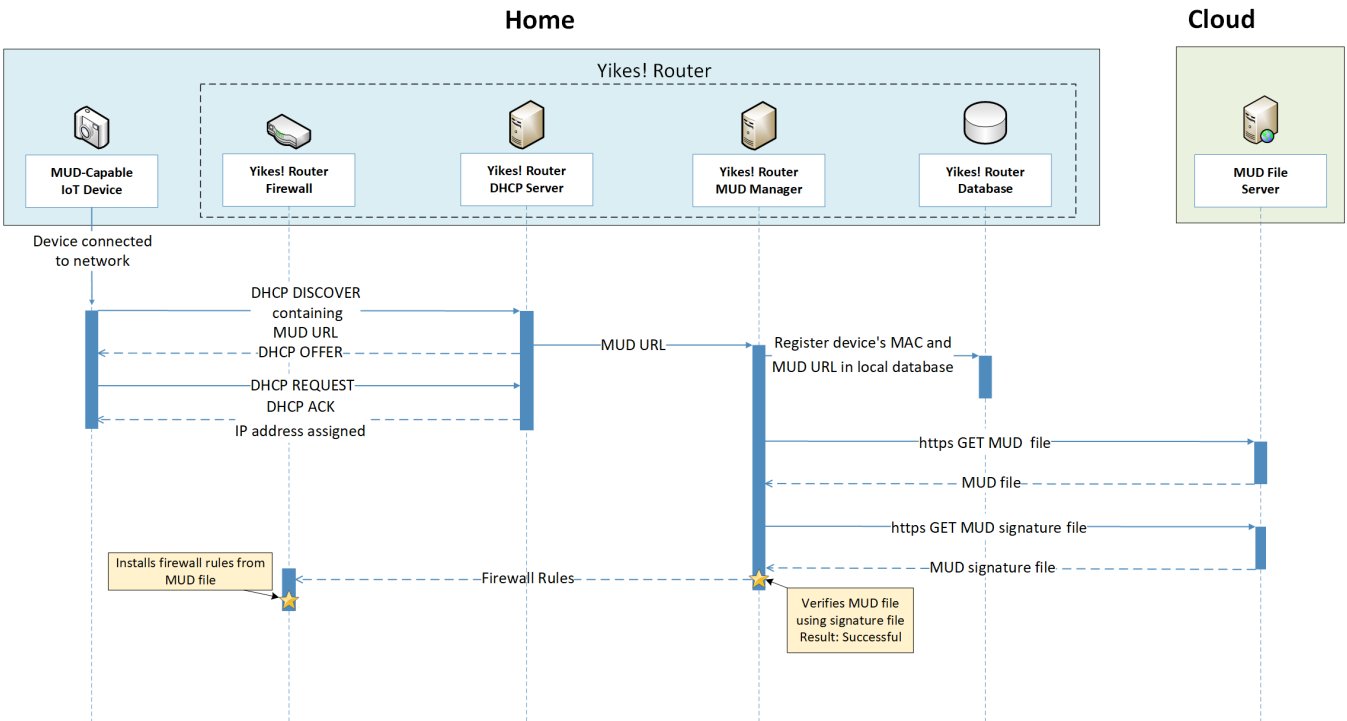 Home
Cloud
Yikes! Router
MUD-Capable
IoT Device
Yikes! Router
Firewall
Yikes! Router
DHCP Server
Yikes! Router
MUD Manager
Yikes! Router
Database
MUD File
Server
Device connected
to network
DHCP DISCOVER
containing
MUD URL
DHCP OFFER
MUD URL
Register device's MAC and
MUD URL in local database
DHCP REQUEST
DHCP ACK
IP address assigned
https GET MUD file
MUD file
https GET MUD signature file
MUD signature file
Installs firewall rules from
MUD file
Firewall Rules
Verifies MUD file
using signature file
Result: Successful